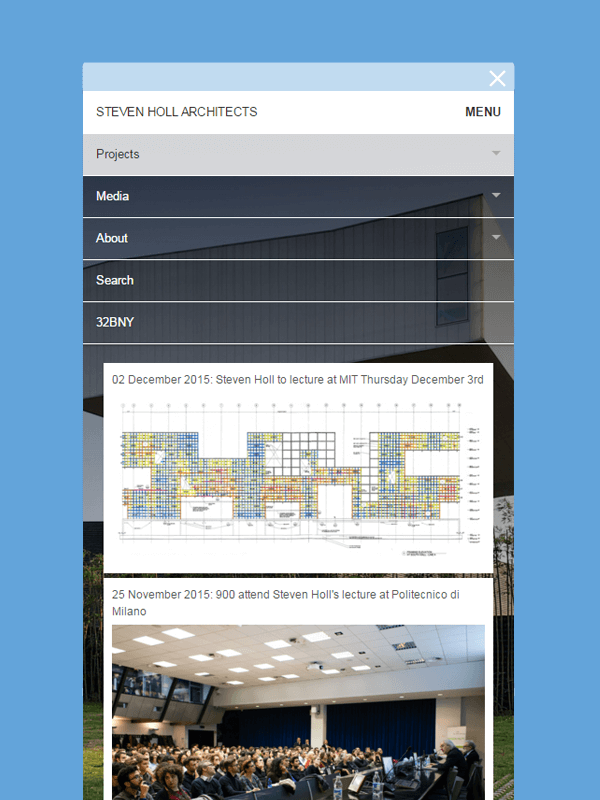 STEVEN HOLL ARCHITECTS MENU
Projects
Media
About
Search
32BNY
02 December 2015: Steven Holl to lecture at MIT Thursday December 3rd
25 November 2015: 900 attend Steven Holl's lecture at Politecnico di
Milano